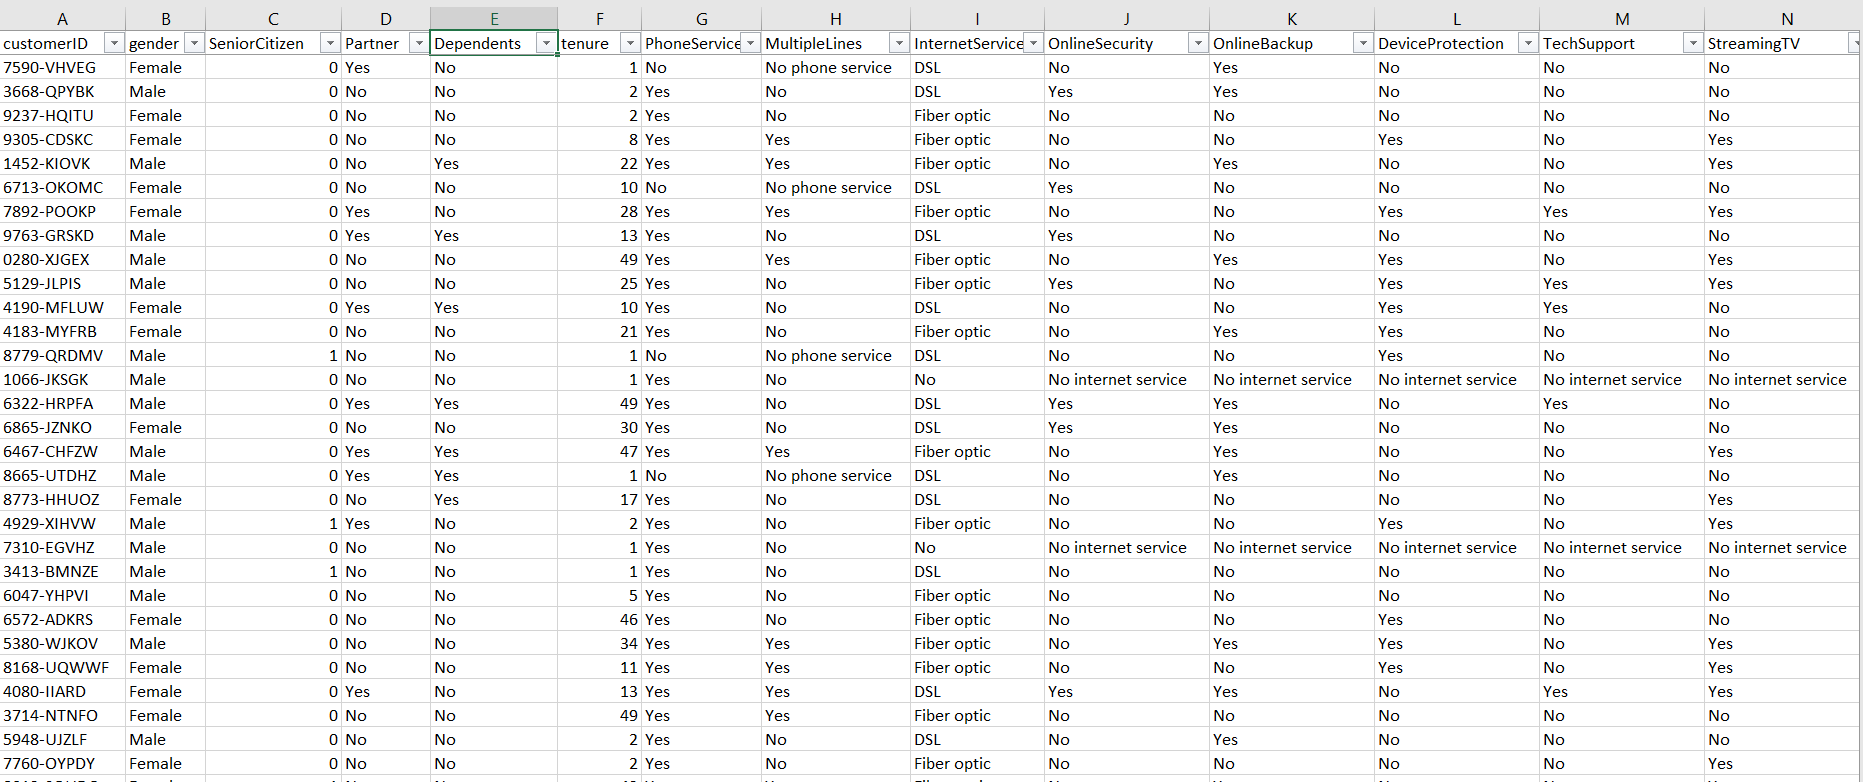 A B C D E F G H I J K L M N
customerID gender SeniorCitizen Partner Dependents tenure PhoneService MultipleLines InternetService OnlineSecurity OnlineBackup DeviceProtection TechSupport StreamingTV
7590-VHVEG Female 0 Yes No 1 No No phone service DSL No Yes No No No
3668-QPYBK Male 0 No No 2 Yes No DSL Yes Yes No No No
9237-HQITU Female 0 No No 2 Yes No Fiber optic No No No No No
9305-CDSKC Female 0 No No 8 Yes Yes Fiber optic No No Yes No Yes
1452-KIOVK Male 0 No Yes 22 Yes Yes Fiber optic No Yes No No Yes
6713-OKOMC Female 0 No No 10 No No phone service DSL Yes No No No No
7892-POOKP Female 0 Yes No 28 Yes Yes Fiber optic No No Yes Yes Yes
9763-GRSKD Male 0 Yes Yes 13 Yes No DSL Yes No No No No
0280-XJGEX Male 0 No No 49 Yes Yes Fiber optic No Yes Yes No Yes
5129-JLPIS Male 0 No No 25 Yes No Fiber optic Yes No Yes Yes Yes
4190-MFLUW Female 0 Yes Yes 10 Yes No DSL No No Yes Yes No
4183-MYFRB Female 0 No No 21 Yes No Fiber optic No Yes Yes No No
8779-QRDMV Male 1 No No 1 No No phone service DSL No No Yes No No
1066-JKSGK Male 0 No No 1 Yes No No No internet service No internet service No internet service No internet service No internet service
6322-HRPFA Male 0 Yes Yes 49 Yes No DSL Yes Yes No Yes No
6865-JZNKO Female 0 No No 30 Yes No DSL Yes Yes No No No
6467-CHFZW Male 0 Yes Yes 47 Yes Yes Fiber optic No Yes No No Yes
8665-UTDHZ Male 0 Yes Yes 1 No No phone service DSL No Yes No No No
8773-HHUOZ Female 0 No Yes 17 Yes No DSL No No No No Yes
4929-XIHVW Male 1 Yes No 2 Yes No Fiber optic No No Yes No Yes
7310-EGVHZ Male 0 No No 1 Yes No No No internet service No internet service No internet service No internet service No internet service
3413-BMNZE Male 1 No No 1 Yes No DSL No No No No No
6047-YHPVI Male 0 No No 5 Yes No Fiber optic No No No No No
6572-ADKRS Female 0 No No 46 Yes No Fiber optic No No Yes No No
5380-WJKOV Male 0 No No 34 Yes Yes Fiber optic No Yes Yes No Yes
8168-UQWWF Female 0 No No 11 Yes Yes Fiber optic No No Yes No Yes
4080-IIARD Female 0 Yes No 13 Yes Yes DSL Yes Yes No Yes Yes
3714-NTNFO Female 0 No No 49 Yes Yes Fiber optic No No No No No
5948-UJZLF Male 0 No No 2 Yes No DSL No Yes No No No
7760-OYPDY Female 0 No No 2 Yes No Fiber optic No No No No Yes